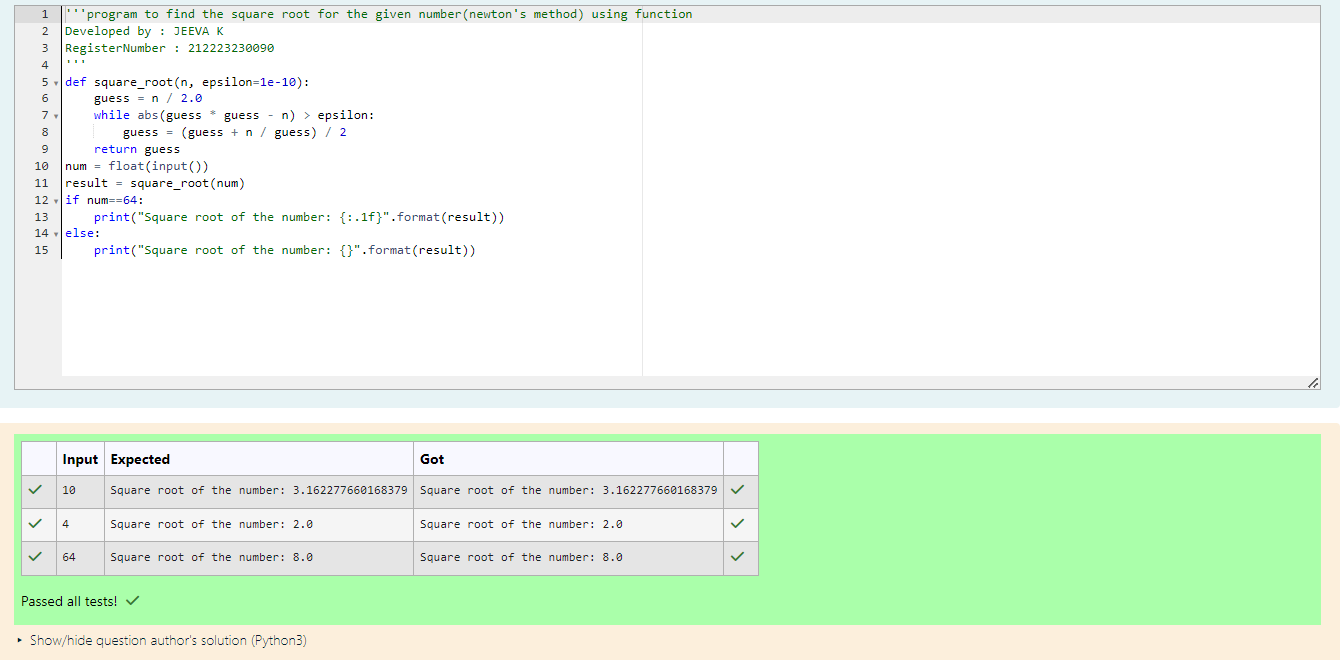 1 '''program to find the square root for the given number(newton's method) using function
2 Developed by : JEEVA K
3 RegisterNumber : 212223230090
4 '''
5 def square_root(n, epsilon=1e-10):
6     guess = n / 2.0
7     while abs(guess * guess - n) > epsilon:
8         guess = (guess + n / guess) / 2
9     return guess
10 num = float(input())
11 result = square_root(num)
12 if num==64:
13     print("Square root of the number: {:.1f}".format(result))
14 else:
15     print("Square root of the number: {}".format(result))
Input Expected Got
10 Square root of the number: 3.162277660168379 Square root of the number: 3.162277660168379
4 Square root of the number: 2.0 Square root of the number: 2.0
64 Square root of the number: 8.0 Square root of the number: 8.0
Passed all tests!
Show/hide question author's solution (Python3)